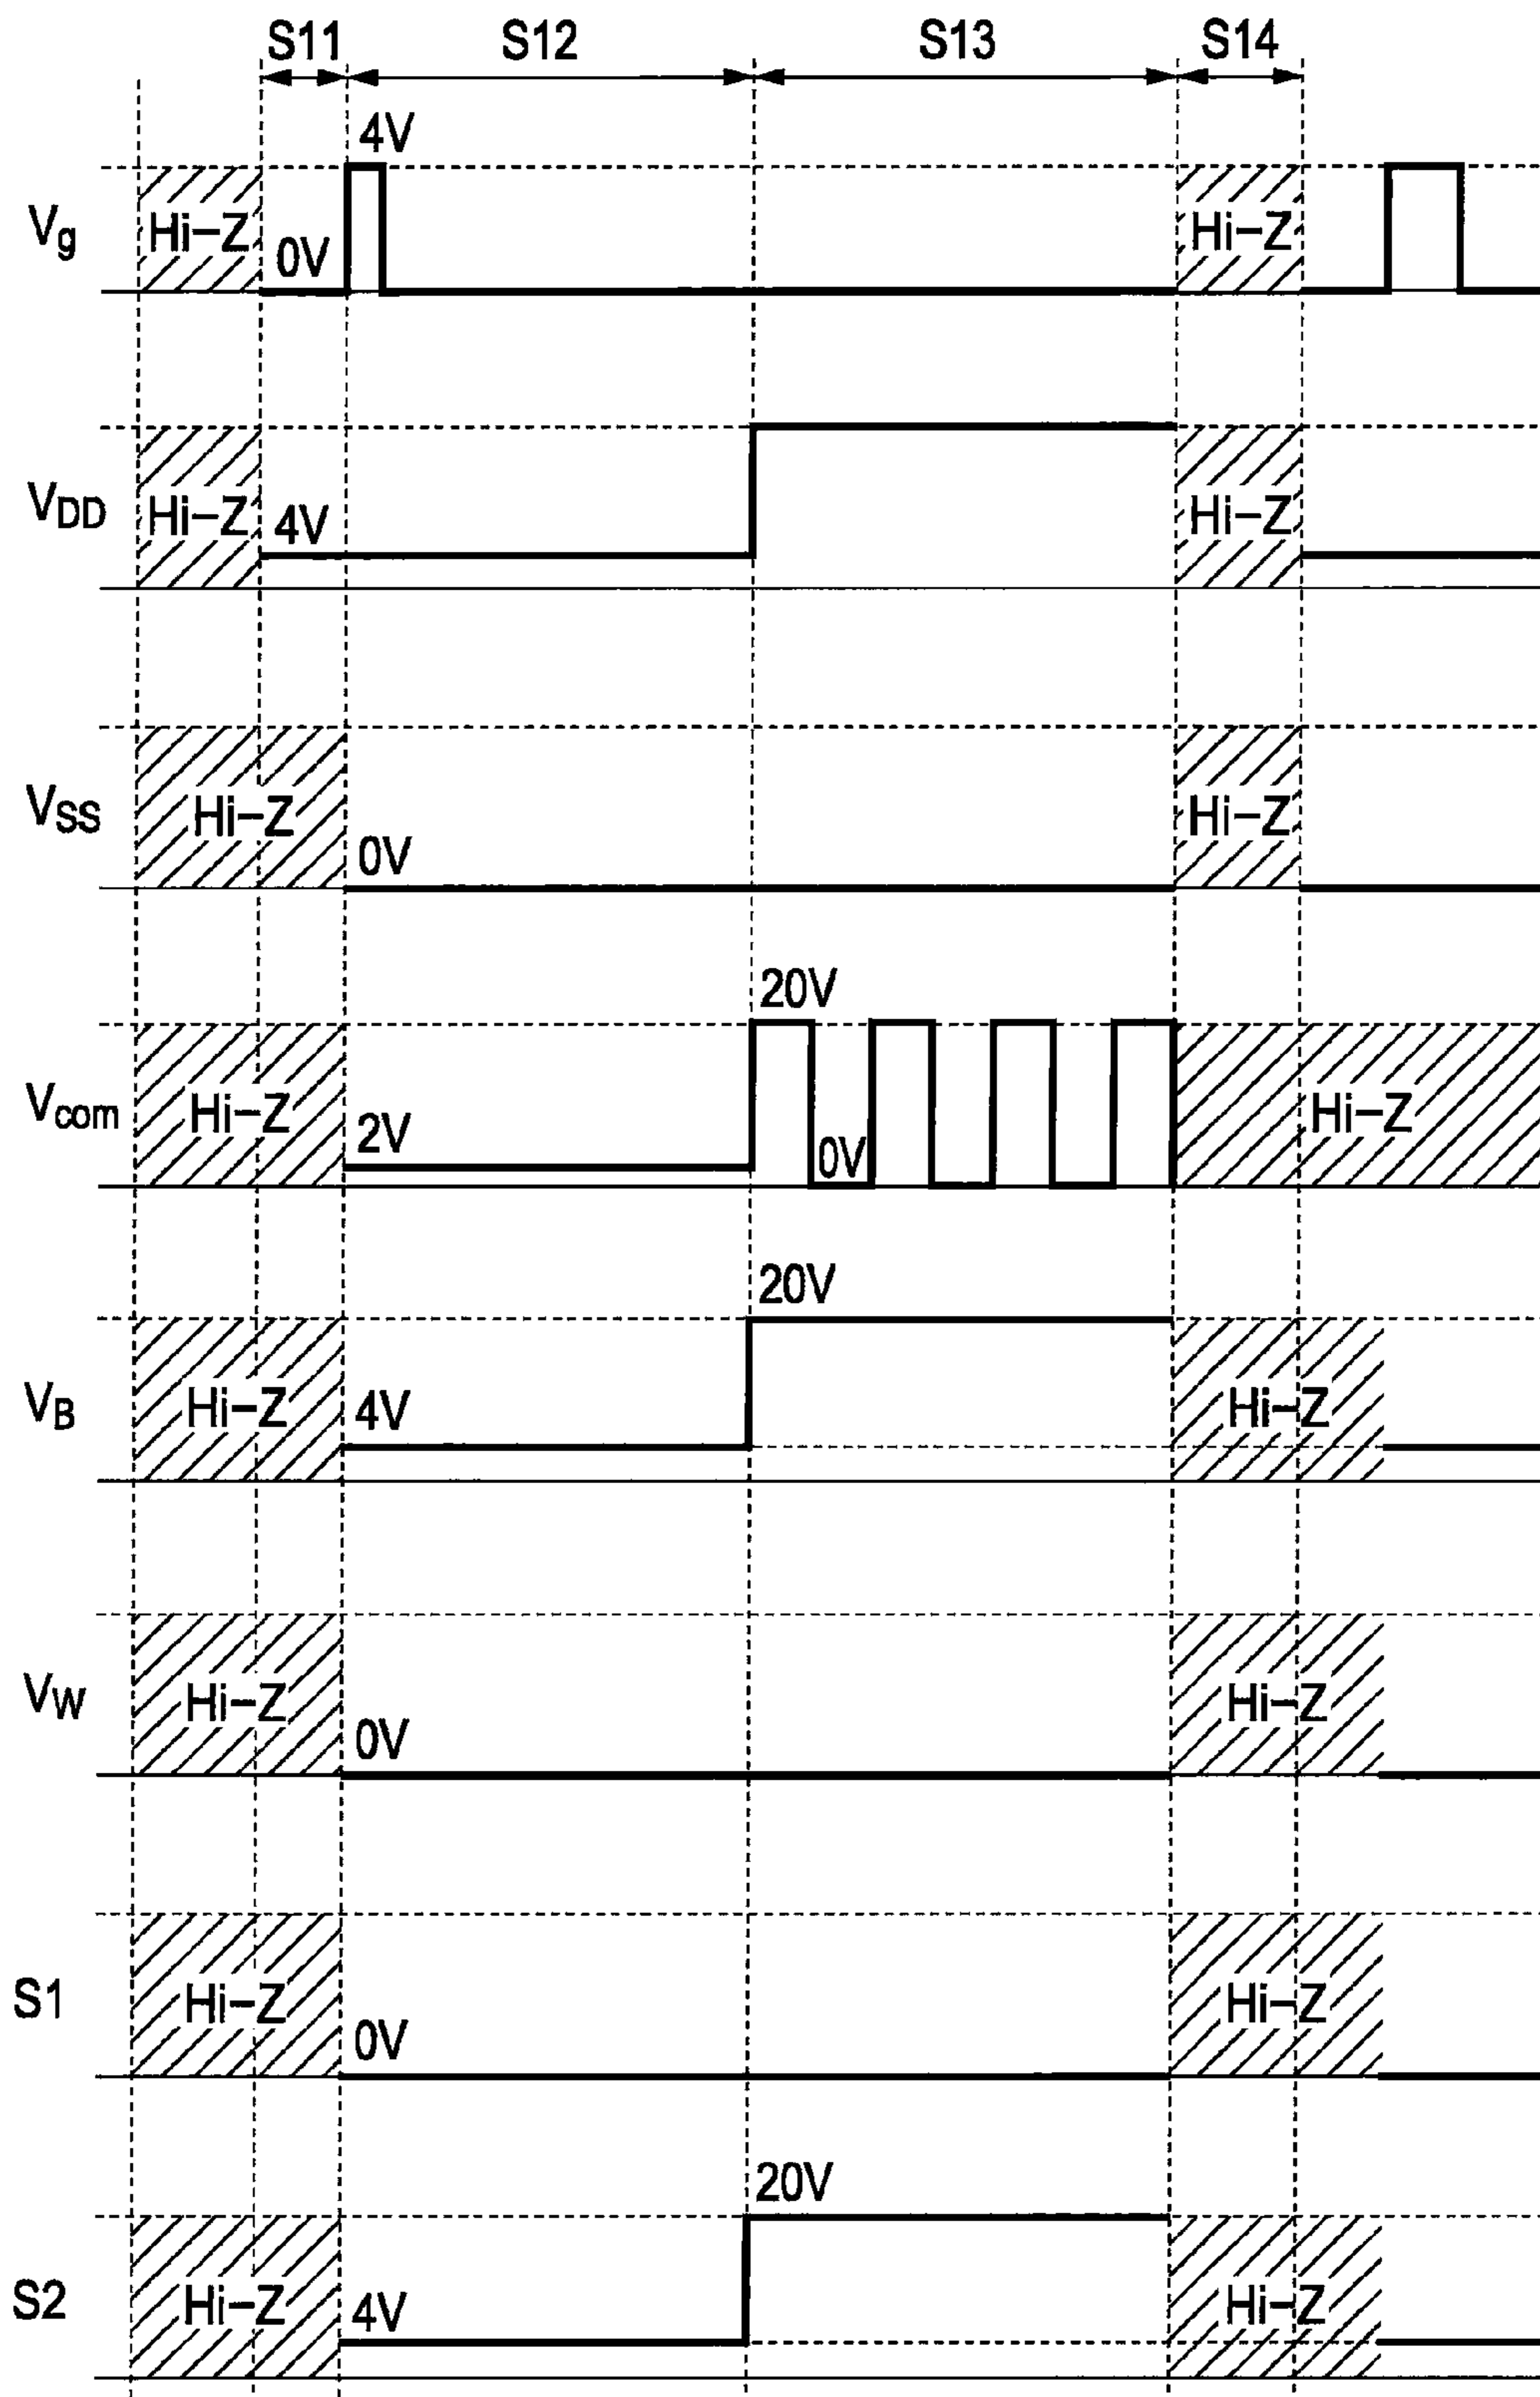 S11 S12 S13 S14
4V
Vg Hi-Z 0V Hi-Z
VDD Hi-Z 4V Hi-Z
VSS Hi-Z Hi-Z
0V
20V
Vcom Hi-Z 2V 0V Hi-Z
20V
VB Hi-Z 4V Hi-Z
VW Hi-Z Hi-Z
0V
S1 Hi-Z Hi-Z
0V
20V
S2 Hi-Z 4V Hi-Z